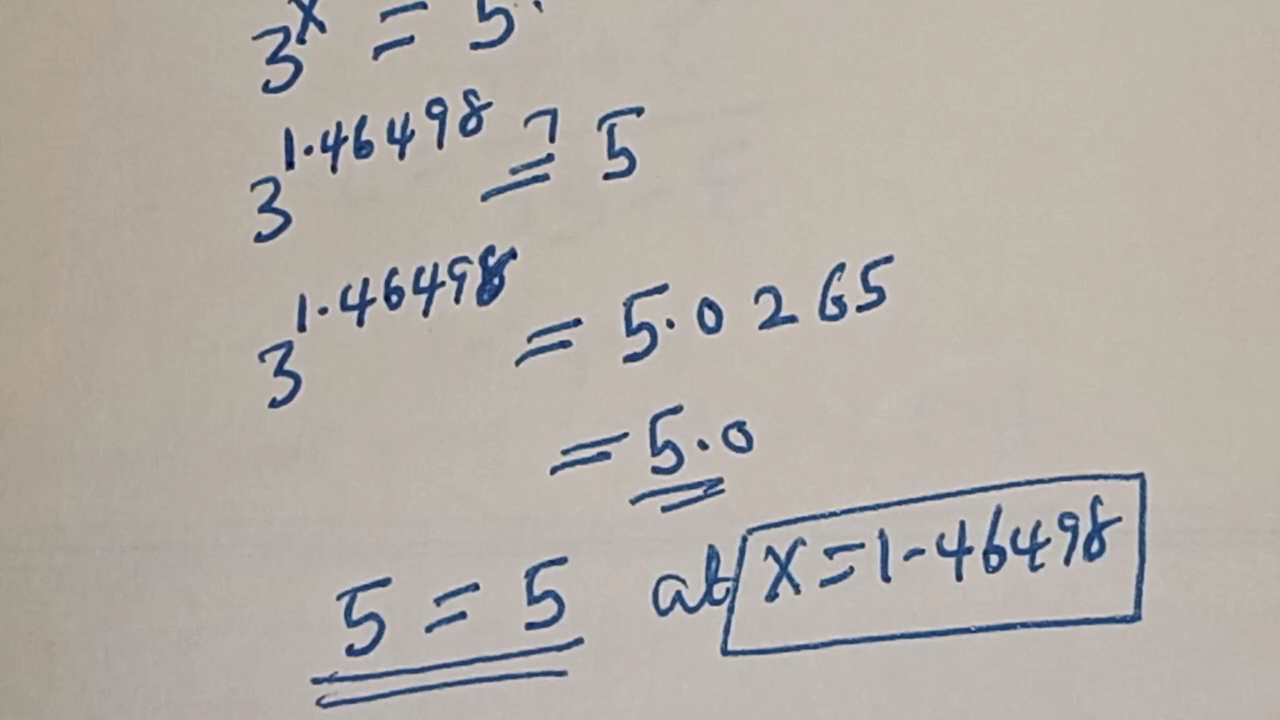 3^x = 5.
3^1.46498 ?= 5
3^1.46498 = 5.0265
= 5.0
5 = 5 at x=1.46498